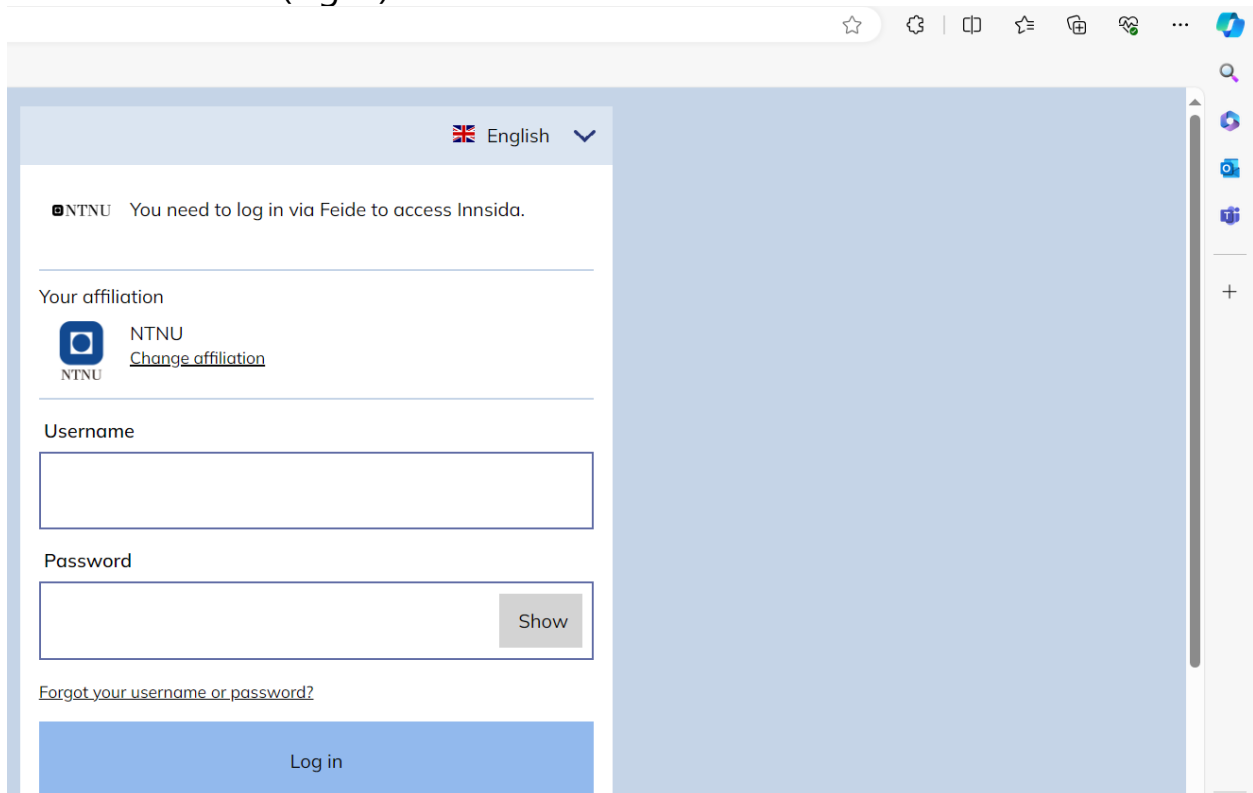 English
NTNU You need to log in via Feide to access Innsida.
Your affiliation
NTNU
Change affiliation
NTNU
Username
Password
Show
Forgot your username or password?
Log in